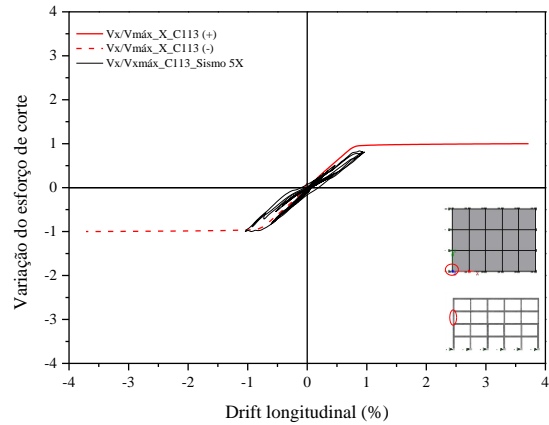 Vx/Vmáx_X_C113 (+)
Vx/Vmáx_X_C113 (-)
Vx/Vxmáx_C113_Sismo 5X
Variação do esforço de corte
4
3
2
1
0
-1
-2
-3
-4
-4 -3 -2 -1 0 1 2 3 4
Drift longitudinal (%)